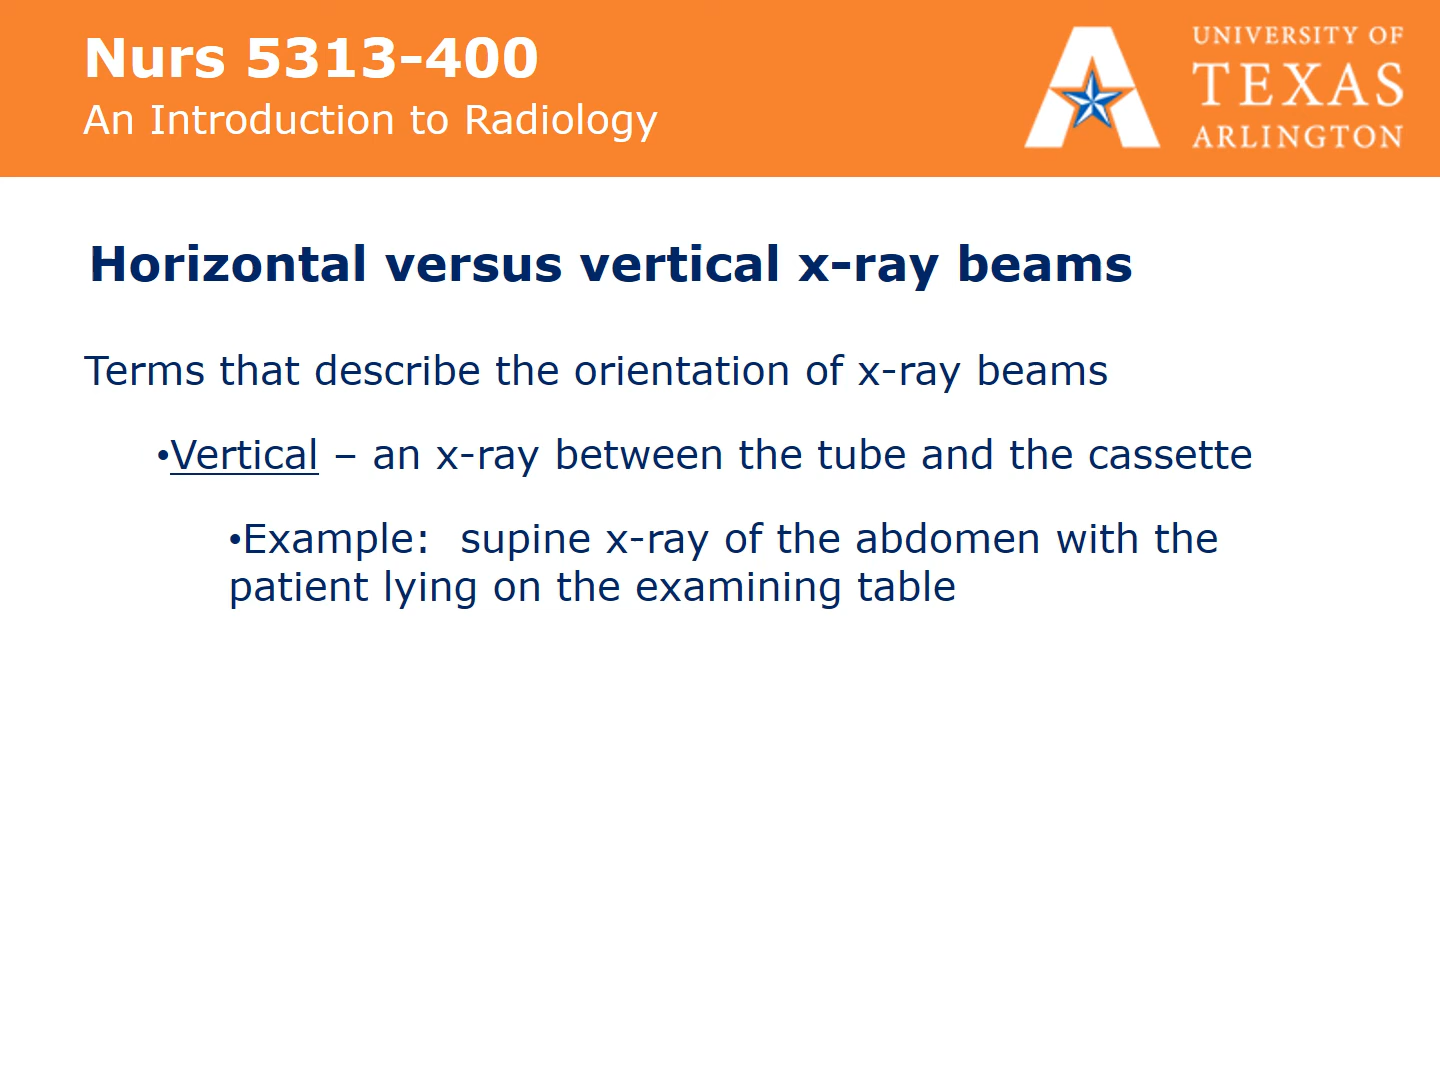 Nurs 5313-400
An Introduction to Radiology
UNIVERSITY OF
TEXAS
ARLINGTON
Horizontal versus vertical x-ray beams
Terms that describe the orientation of x-ray beams
•Vertical – an x-ray between the tube and the cassette
•Example:  supine x-ray of the abdomen with the
patient lying on the examining table